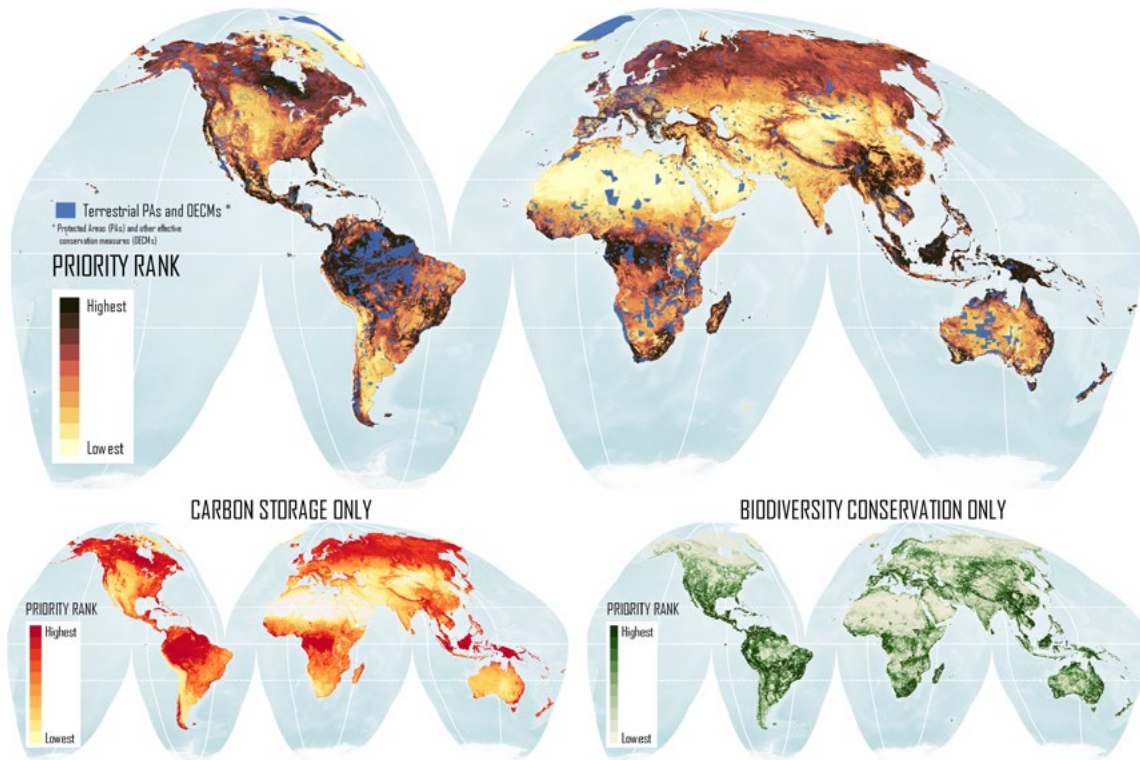 Terrestrial PAs and OECMs *
* Protected Areas (PAs) and other effective
conservation measures (OECMs)
PRIORITY RANK
Highest
Lowest
CARBON STORAGE ONLY
PRIORITY RANK
Highest
Lowest
BIODIVERSITY CONSERVATION ONLY
PRIORITY RANK
Highest
Lowest